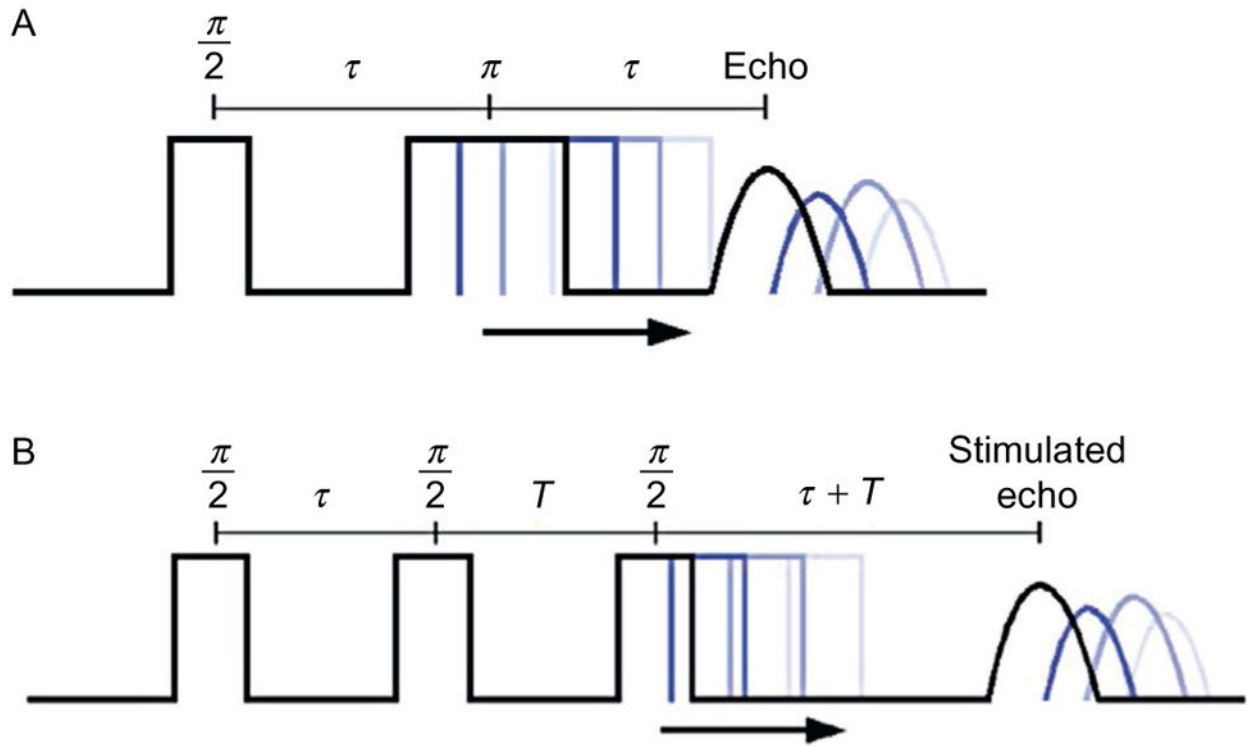 A
π/2 τ π τ Echo
B
π/2 τ π/2 T π/2 τ + T Stimulated
echo